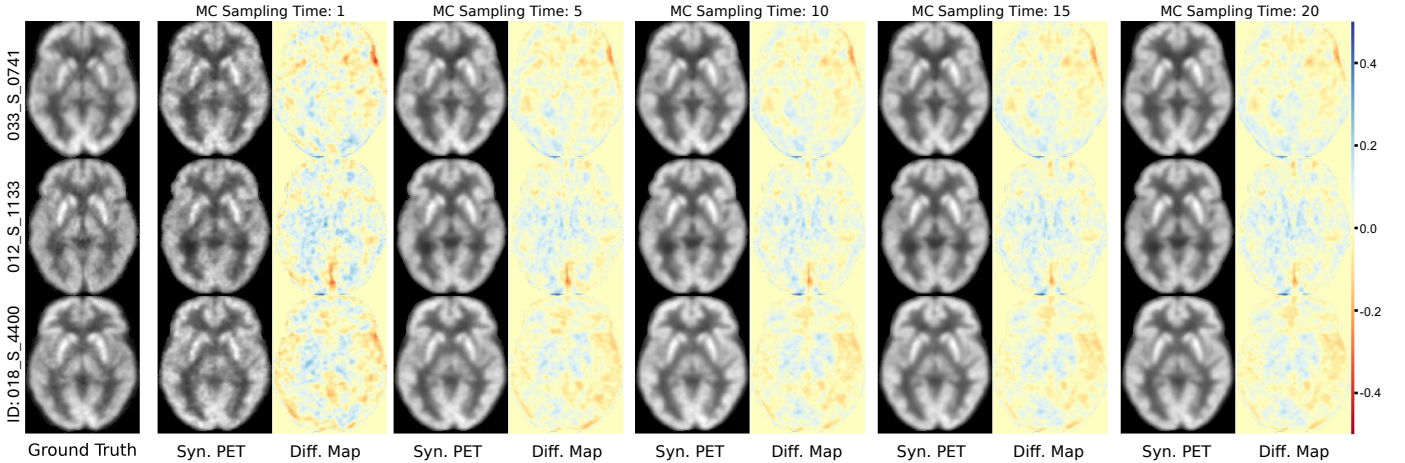 MC Sampling Time: 1
MC Sampling Time: 5
MC Sampling Time: 10
MC Sampling Time: 15
MC Sampling Time: 20
033_S_0741
012_S_1133
ID: 018_S_4400
0.4
0.2
0.0
-0.2
-0.4
Ground Truth
Syn. PET
Diff. Map
Syn. PET
Diff. Map
Syn. PET
Diff. Map
Syn. PET
Diff. Map
Syn. PET
Diff. Map